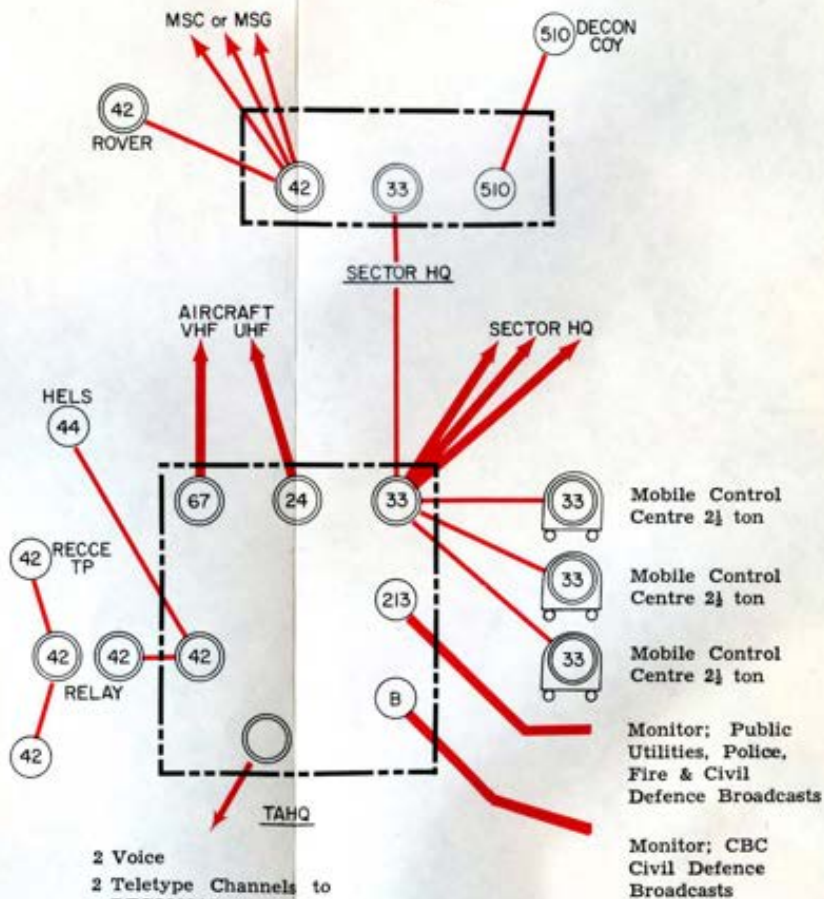 MSC or MSG
510 DECON
COY
42
ROVER
42 33 510
SECTOR HQ
AIRCRAFT
VHF UHF
SECTOR HQ
HELS
44
67 24 33
33 Mobile Control
Centre 2½ ton
42 RECCE
TP
33 Mobile Control
Centre 2½ ton
213
42 42 42
RELAY
33 Mobile Control
Centre 2½ ton
B
42
Monitor; Public
Utilities, Police,
Fire & Civil
Defence Broadcasts
TAHQ
2 Voice
2 Teletype Channels to
Monitor; CBC
Civil Defence
Broadcasts